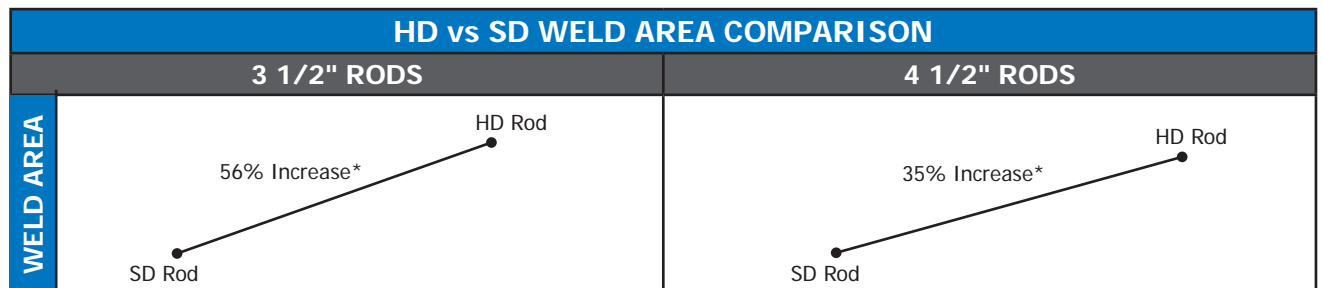 HD vs SD WELD AREA COMPARISON
3 1/2" RODS
4 1/2" RODS
WELD AREA
HD Rod
56% Increase*
SD Rod
HD Rod
35% Increase*
SD Rod